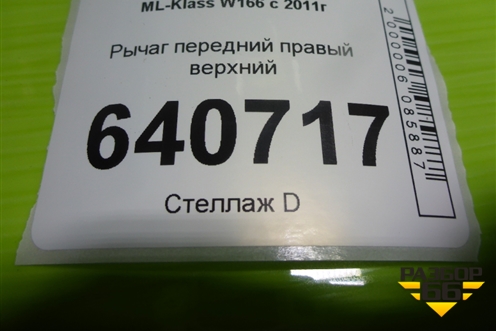 ML-Klass W166 с 2011г
Рычаг передний правый
верхний
640717
Стеллаж D
2000006085887
РАЗБОР
66